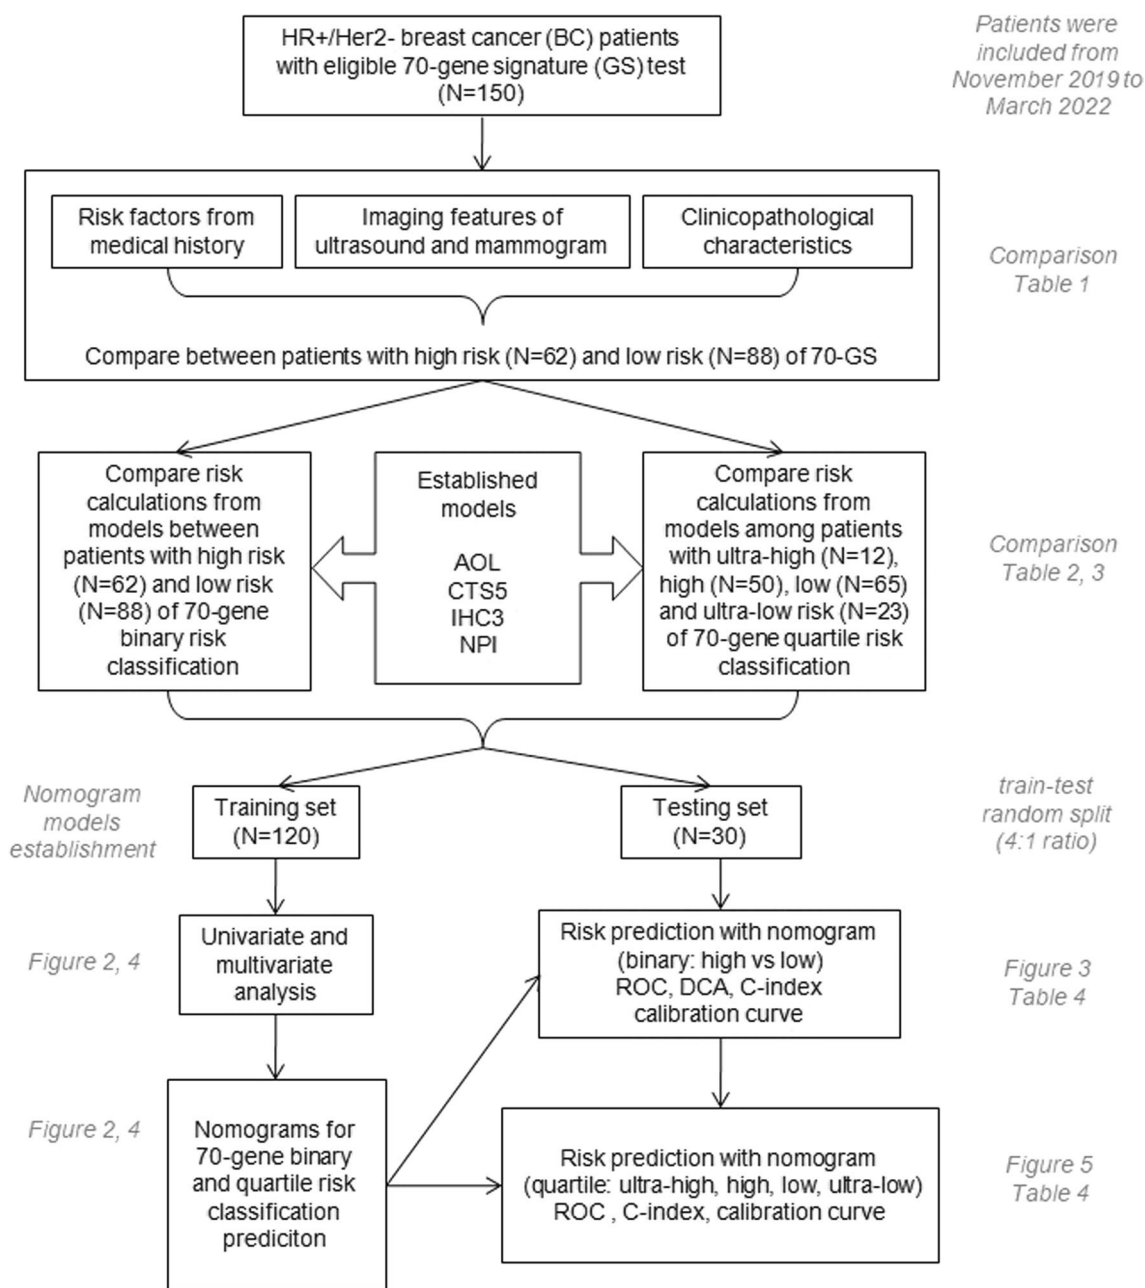 HR+/Her2- breast cancer (BC) patients
with eligible 70-gene signature (GS) test
(N=150)
Patients were
included from
November 2019 to
March 2022
Risk factors from
medical history
Imaging features of
ultrasound and mammogram
Clinicopathological
characteristics
Comparison
Table 1
Compare between patients with high risk (N=62) and low risk (N=88) of 70-GS
Compare risk
calculations from
models between
patients with high risk
(N=62) and low risk
(N=88) of 70-gene
binary risk
classification
Established
models
AOL
CTS5
IHC3
NPI
Compare risk
calculations from
models among patients
with ultra-high (N=12),
high (N=50), low (N=65)
and ultra-low risk (N=23)
of 70-gene quartile risk
classification
Comparison
Table 2, 3
Nomogram
models
establishment
Training set
(N=120)
Testing set
(N=30)
train-test
random split
(4:1 ratio)
Figure 2, 4
Univariate and
multivariate
analysis
Risk prediction with nomogram
(binary: high vs low)
ROC, DCA, C-index
calibration curve
Figure 3
Table 4
Figure 2, 4
Nomograms for
70-gene binary
and quartile risk
classification
prediciton
Risk prediction with nomogram
(quartile: ultra-high, high, low, ultra-low)
ROC , C-index, calibration curve
Figure 5
Table 4